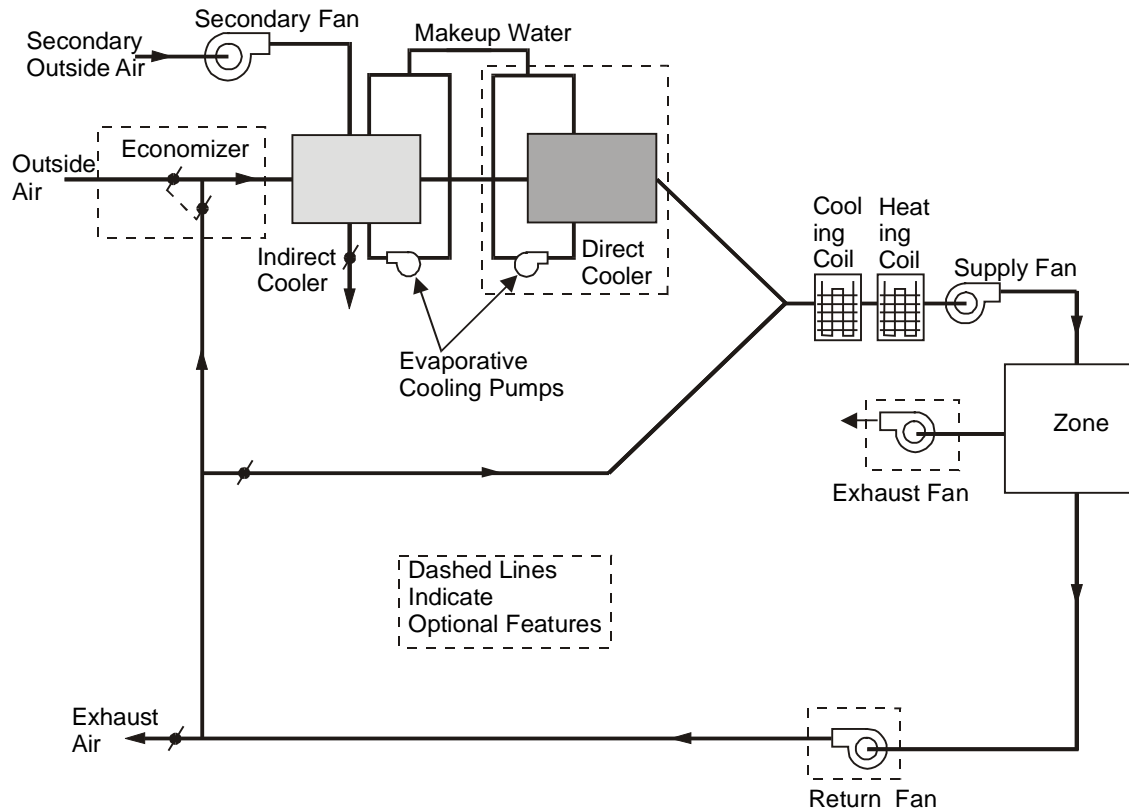 Secondary Fan
Makeup Water
Secondary
Outside Air
Economizer
Outside
Air
Indirect
Cooler
Direct
Cooler
Cool
ing
Coil
Heat
ing
Coil
Supply Fan
Evaporative
Cooling Pumps
Zone
Exhaust Fan
Dashed Lines
Indicate
Optional Features
Exhaust
Air
Return Fan